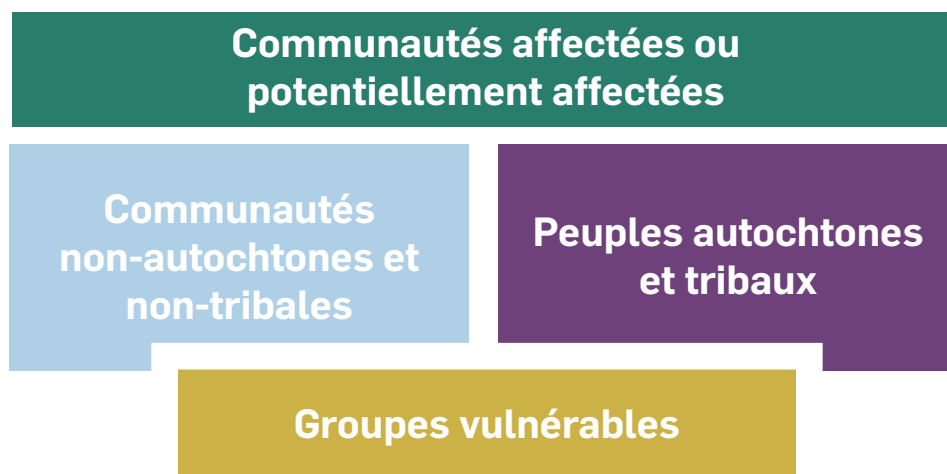 Communautés affectées ou
potentiellement affectées
Communautés
non-autochtones et
non-tribales
Peuples autochtones
et tribaux
Groupes vulnérables